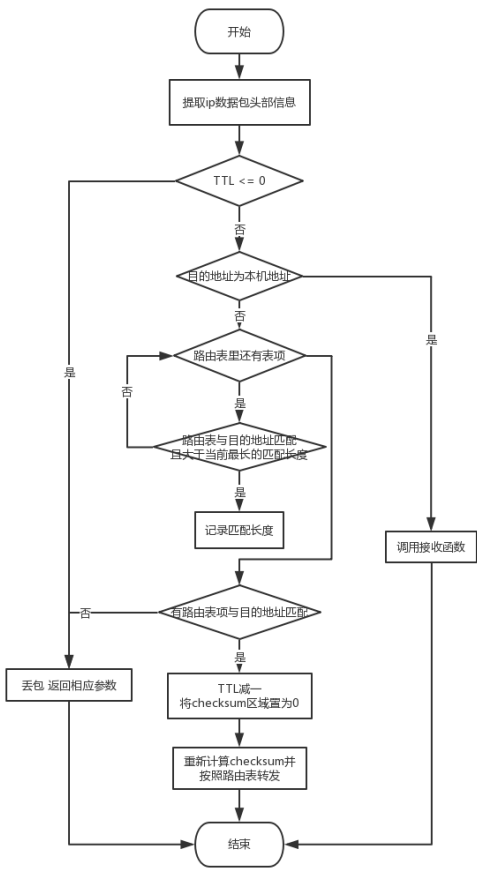 开始
提取ip数据包头部信息
TTL <= 0
否
目的地址为本机地址
否
是
路由表里还有表项
是
否
是
路由表与目的地址匹配
且大于当前最长的匹配长度
是
记录匹配长度
调用接收函数
有路由表项与目的地址匹配
否
是
丢包 返回相应参数
TTL减一
将checksum区域置为0
重新计算checksum并
按照路由表转发
结束